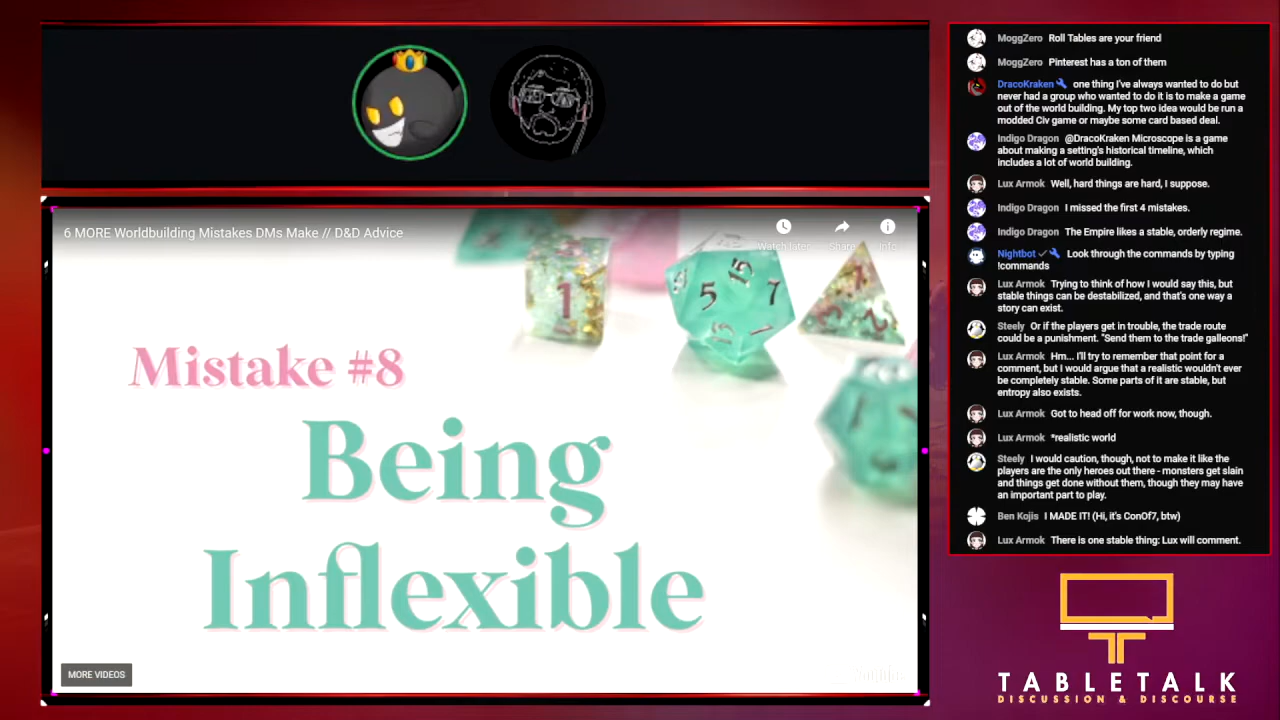 6 MORE Worldbuilding Mistakes DMs Make // D&D Advice
Watch later
Share
Info
Mistake #8
Being
Inflexible
MORE VIDEOS
1
5
15
7
MoggZero Roll Tables are your friend
MoggZero Pinterest has a ton of them
DracoKraken one thing I've always wanted to do but
never had a group who wanted to do it is to make a game
out of the world building. My top two idea would be run a
modded Civ game or maybe some card based deal.
Indigo Dragon @DracoKraken Microscope is a game
about making a setting's historical timeline, which
includes a lot of world building.
Lux Armok Well, hard things are hard, I suppose.
Indigo Dragon I missed the first 4 mistakes.
Indigo Dragon The Empire likes a stable, orderly regime.
Nightbot Look through the commands by typing
!commands
Lux Armok Trying to think of how I would say this, but
stable things can be destabilized, and that's one way a
story can exist.
Steely Or if the players get in trouble, the trade route
could be a punishment. "Send them to the trade galleons!"
Lux Armok Hm... I'll try to remember that point for a
comment, but I would argue that a realistic wouldn't ever
be completely stable. Some parts of it are stable, but
entropy also exists.
Lux Armok Got to head off for work now, though.
Lux Armok *realistic world
Steely I would caution, though, not to make it like the
players are the only heroes out there - monsters get slain
and things get done without them, though they may have
an important part to play.
Ben Kojis I MADE IT! (Hi, it's ConOf7, btw)
Lux Armok There is one stable thing: Lux will comment.
TABLETALK
DISCUSSION & DISCOURSE